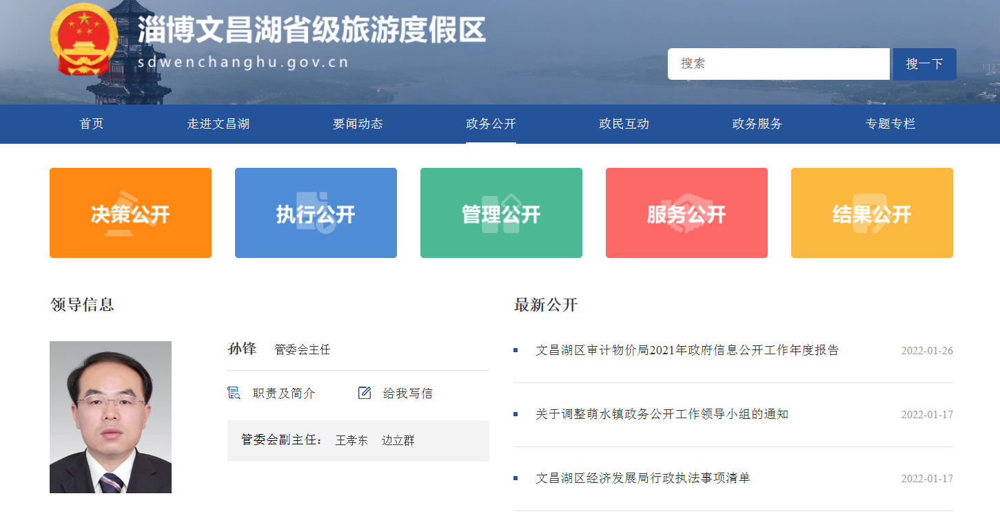 淄博文昌湖省级旅游度假区
sdwenchanghu.gov.cn
搜索
搜一下
首页
走进文昌湖
要闻动态
政务公开
政民互动
政务服务
专题专栏
决策公开
执行公开
管理公开
服务公开
结果公开
领导信息
孙锋 管委会主任
职责及简介
给我写信
管委会副主任： 王孝东 边立群
最新公开
文昌湖区审计物价局2021年政府信息公开工作年度报告 2022-01-26
关于调整萌水镇政务公开工作领导小组的通知 2022-01-17
文昌湖区经济发展局行政执法事项清单 2022-01-17